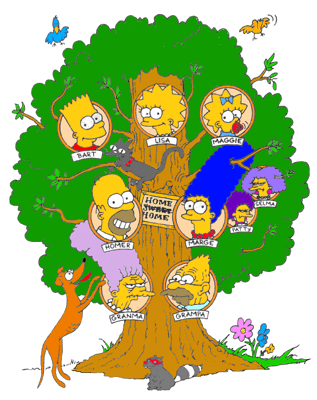 BART
LISA
MAGGIE
HOME
SWEET
HOME
SELMA
PATTY
HOMER
MARGE
GRANMA
GRAMPA